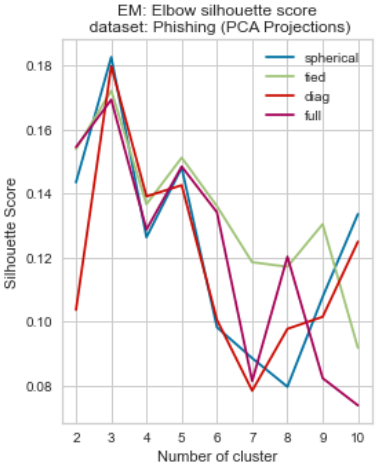 EM: Elbow silhouette score
dataset: Phishing (PCA Projections)
spherical
tied
diag
full
0.18
0.16
0.14
0.12
0.10
0.08
Silhouette Score
2 3 4 5 6 7 8 9 10
Number of cluster